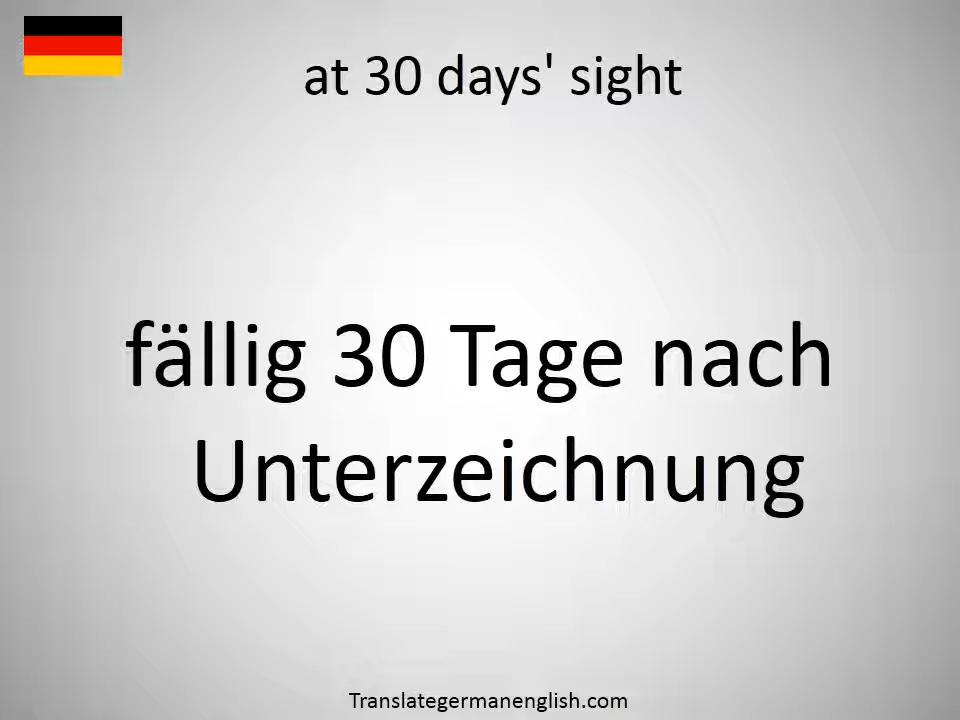 at 30 days' sight
fällig 30 Tage nach
Unterzeichnung
Translategermanenglish.com